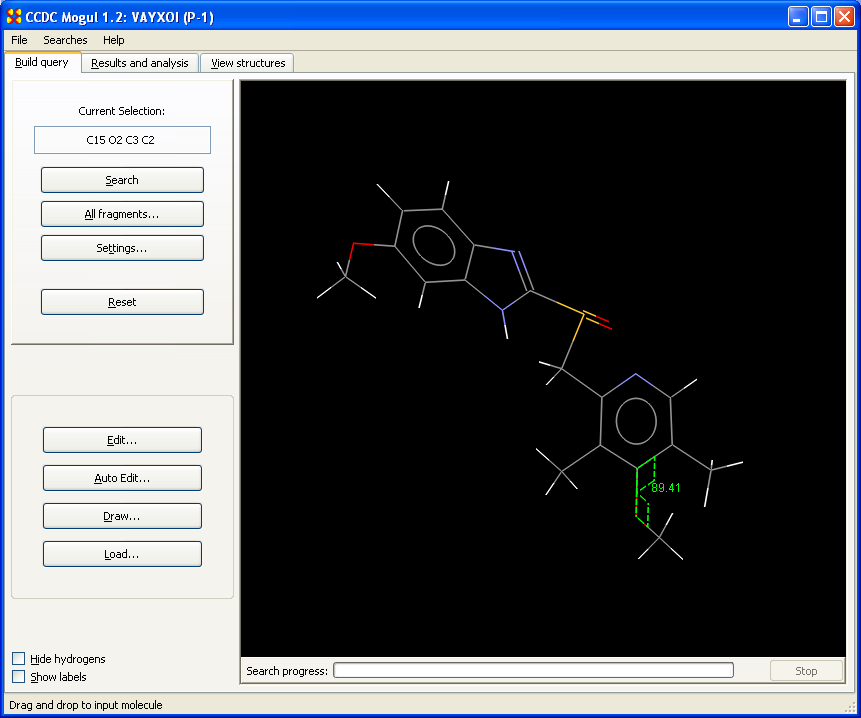 CCDC Mogul 1.2: VAYXOI (P-1)
File Searches Help
Build query Results and analysis View structures
Current Selection:
C15 O2 C3 C2
Search
All fragments...
Settings...
Reset
Edit...
Auto Edit...
Draw...
Load...
89.41
Hide hydrogens
Show labels
Search progress: Stop
Drag and drop to input molecule